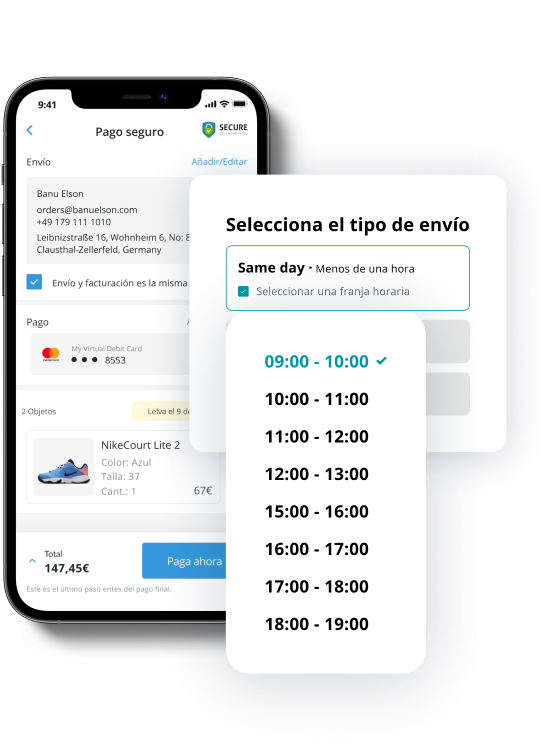 9:41
Pago seguro
SECURE
SSL ENCRYPTION
Envío
Añadir/Editar
Banu Elson
orders@banuelson.com
+49 179 111 1010
Leibnizstraße 16, Wohnheim 6, No: 8
Clausthal-Zellerfeld, Germany
Envío y facturación es la misma
Pago
My Virtual Debit Card
8553
2 Objetos
Lelva el 9 de
NikeCourt Lite 2
Color: Azul
Talla: 37
Cant.: 1
67€
Total
147,45€
Paga ahora
Este es el último paso entes del pago final.
Selecciona el tipo de envío
Same day · Menos de una hora
Seleccionar una franja horaria
09:00 - 10:00
10:00 - 11:00
11:00 - 12:00
12:00 - 13:00
15:00 - 16:00
16:00 - 17:00
17:00 - 18:00
18:00 - 19:00